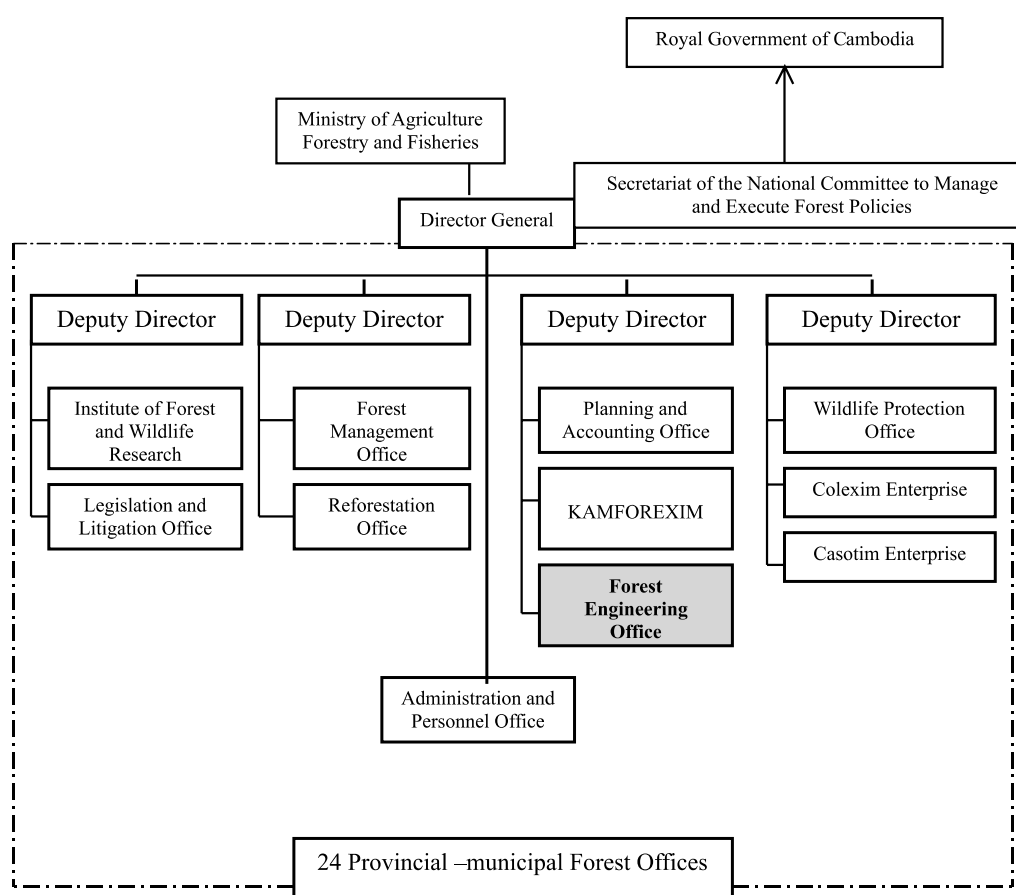 Royal Government of Cambodia
Ministry of Agriculture
Forestry and Fisheries
Secretariat of the National Committee to Manage
and Execute Forest Policies
Director General
Deputy Director
Deputy Director
Deputy Director
Deputy Director
Institute of Forest
and Wildlife
Research
Legislation and
Litigation Office
Forest
Management
Office
Reforestation
Office
Planning and
Accounting Office
KAMFOREXIM
Forest
Engineering
Office
Wildlife Protection
Office
Colexim Enterprise
Casotim Enterprise
Administration and
Personnel Office
24 Provincial –municipal Forest Offices